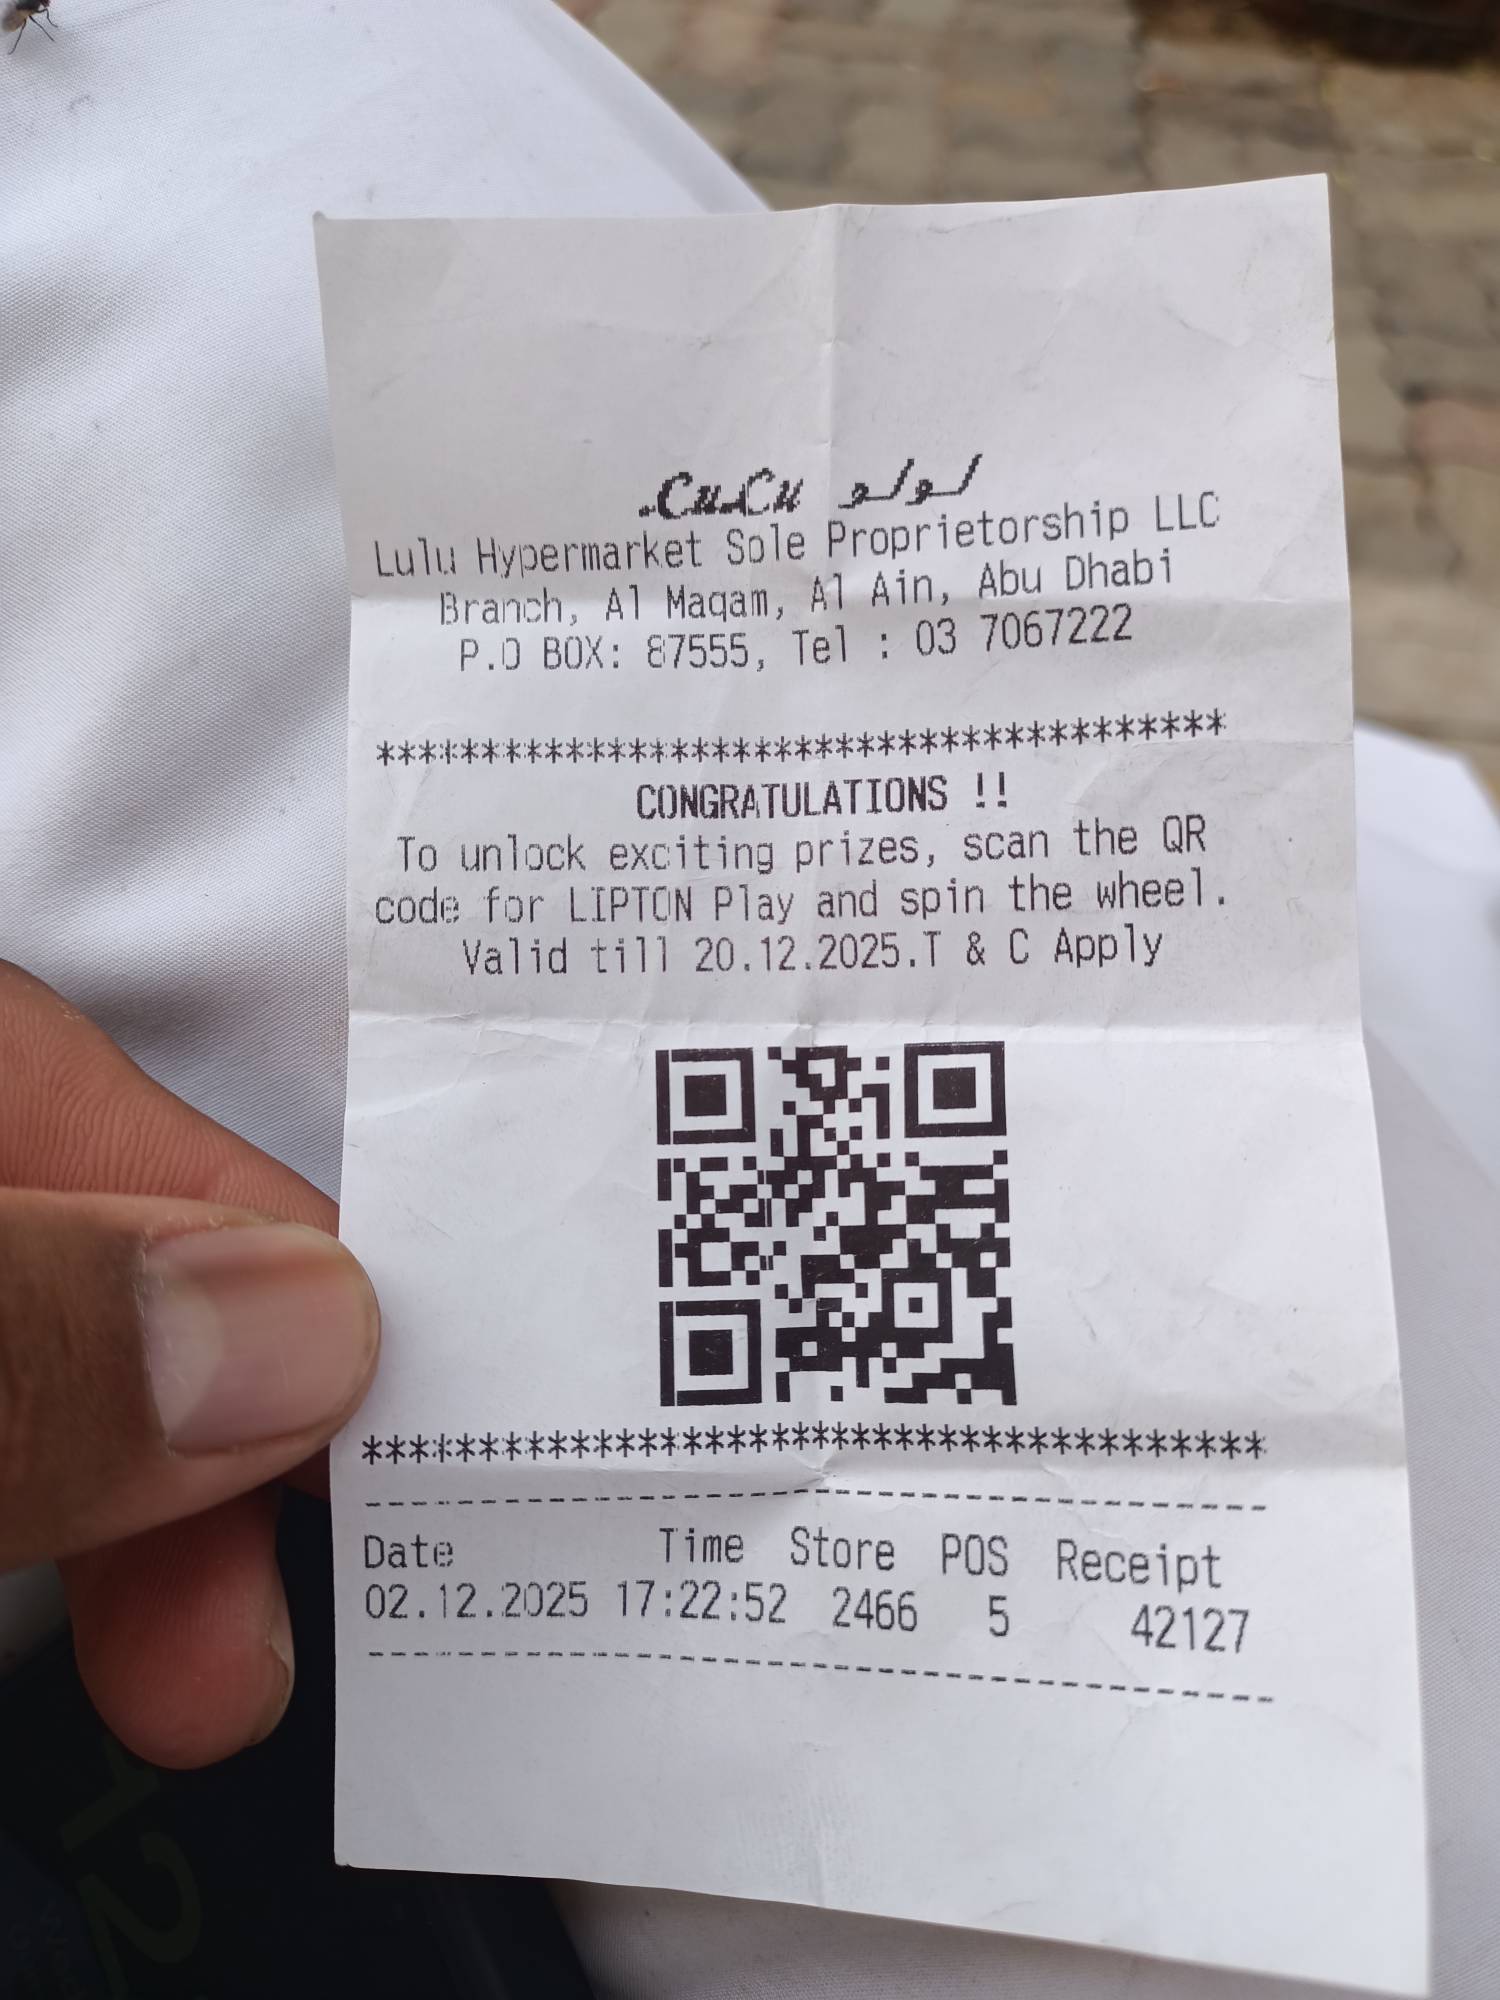 LuLu لولو
Lulu Hypermarket Sole Proprietorship LLC
Branch, Al Maqam, Al Ain, Abu Dhabi
P.O BOX: 87555, Tel : 03 7067222
****************************************
CONGRATULATIONS !!
To unlock exciting prizes, scan the QR
code for LIPTON Play and spin the wheel.
Valid till 20.12.2025.T & C Apply
****************************************
----------------------------------------
Date Time Store POS Receipt
02.12.2025 17:22:52 2466 5 42127
----------------------------------------